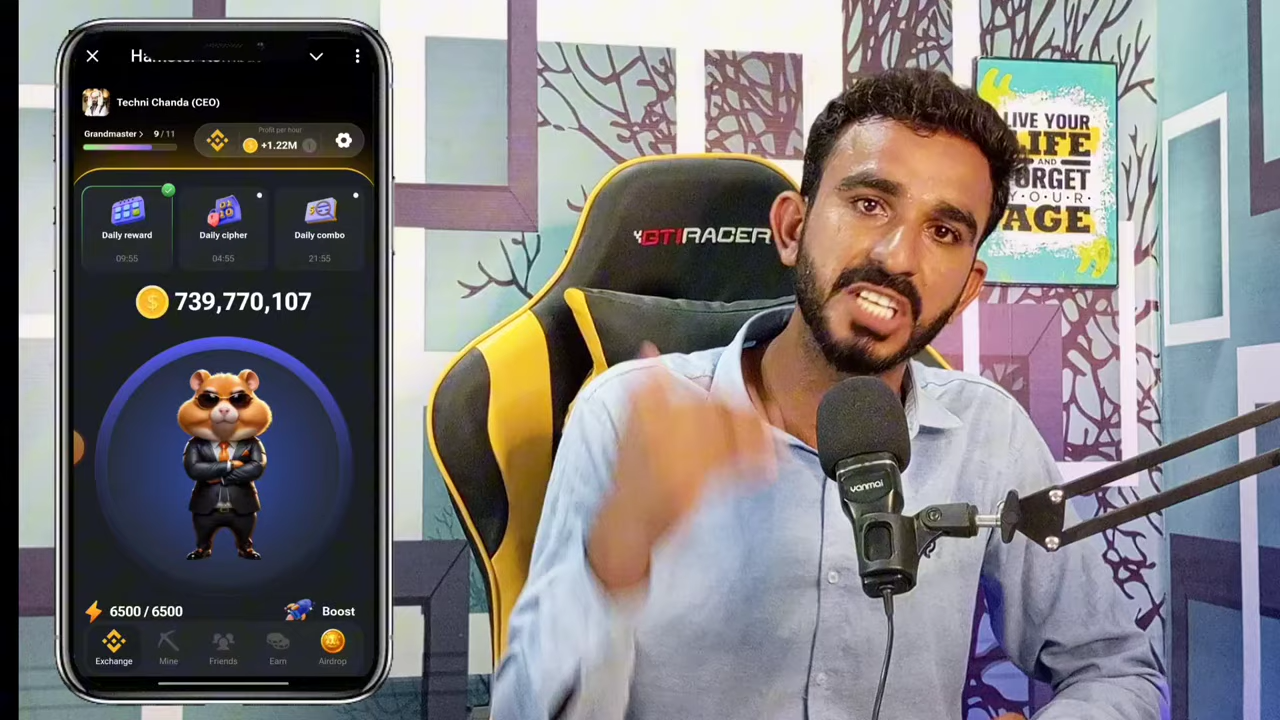 Techni Chanda (CEO)
Grandmaster > 9 / 11
Profit per hour
+1.22M
Daily reward
Daily cipher
Daily combo
09:55
04:55
21:55
739,770,107
6500 / 6500
Boost
Exchange
Mine
Friends
Earn
Airdrop
GTIRACER
LIVE YOUR
LIFE
AND
FORGET
YOUR
AGE
yanmai